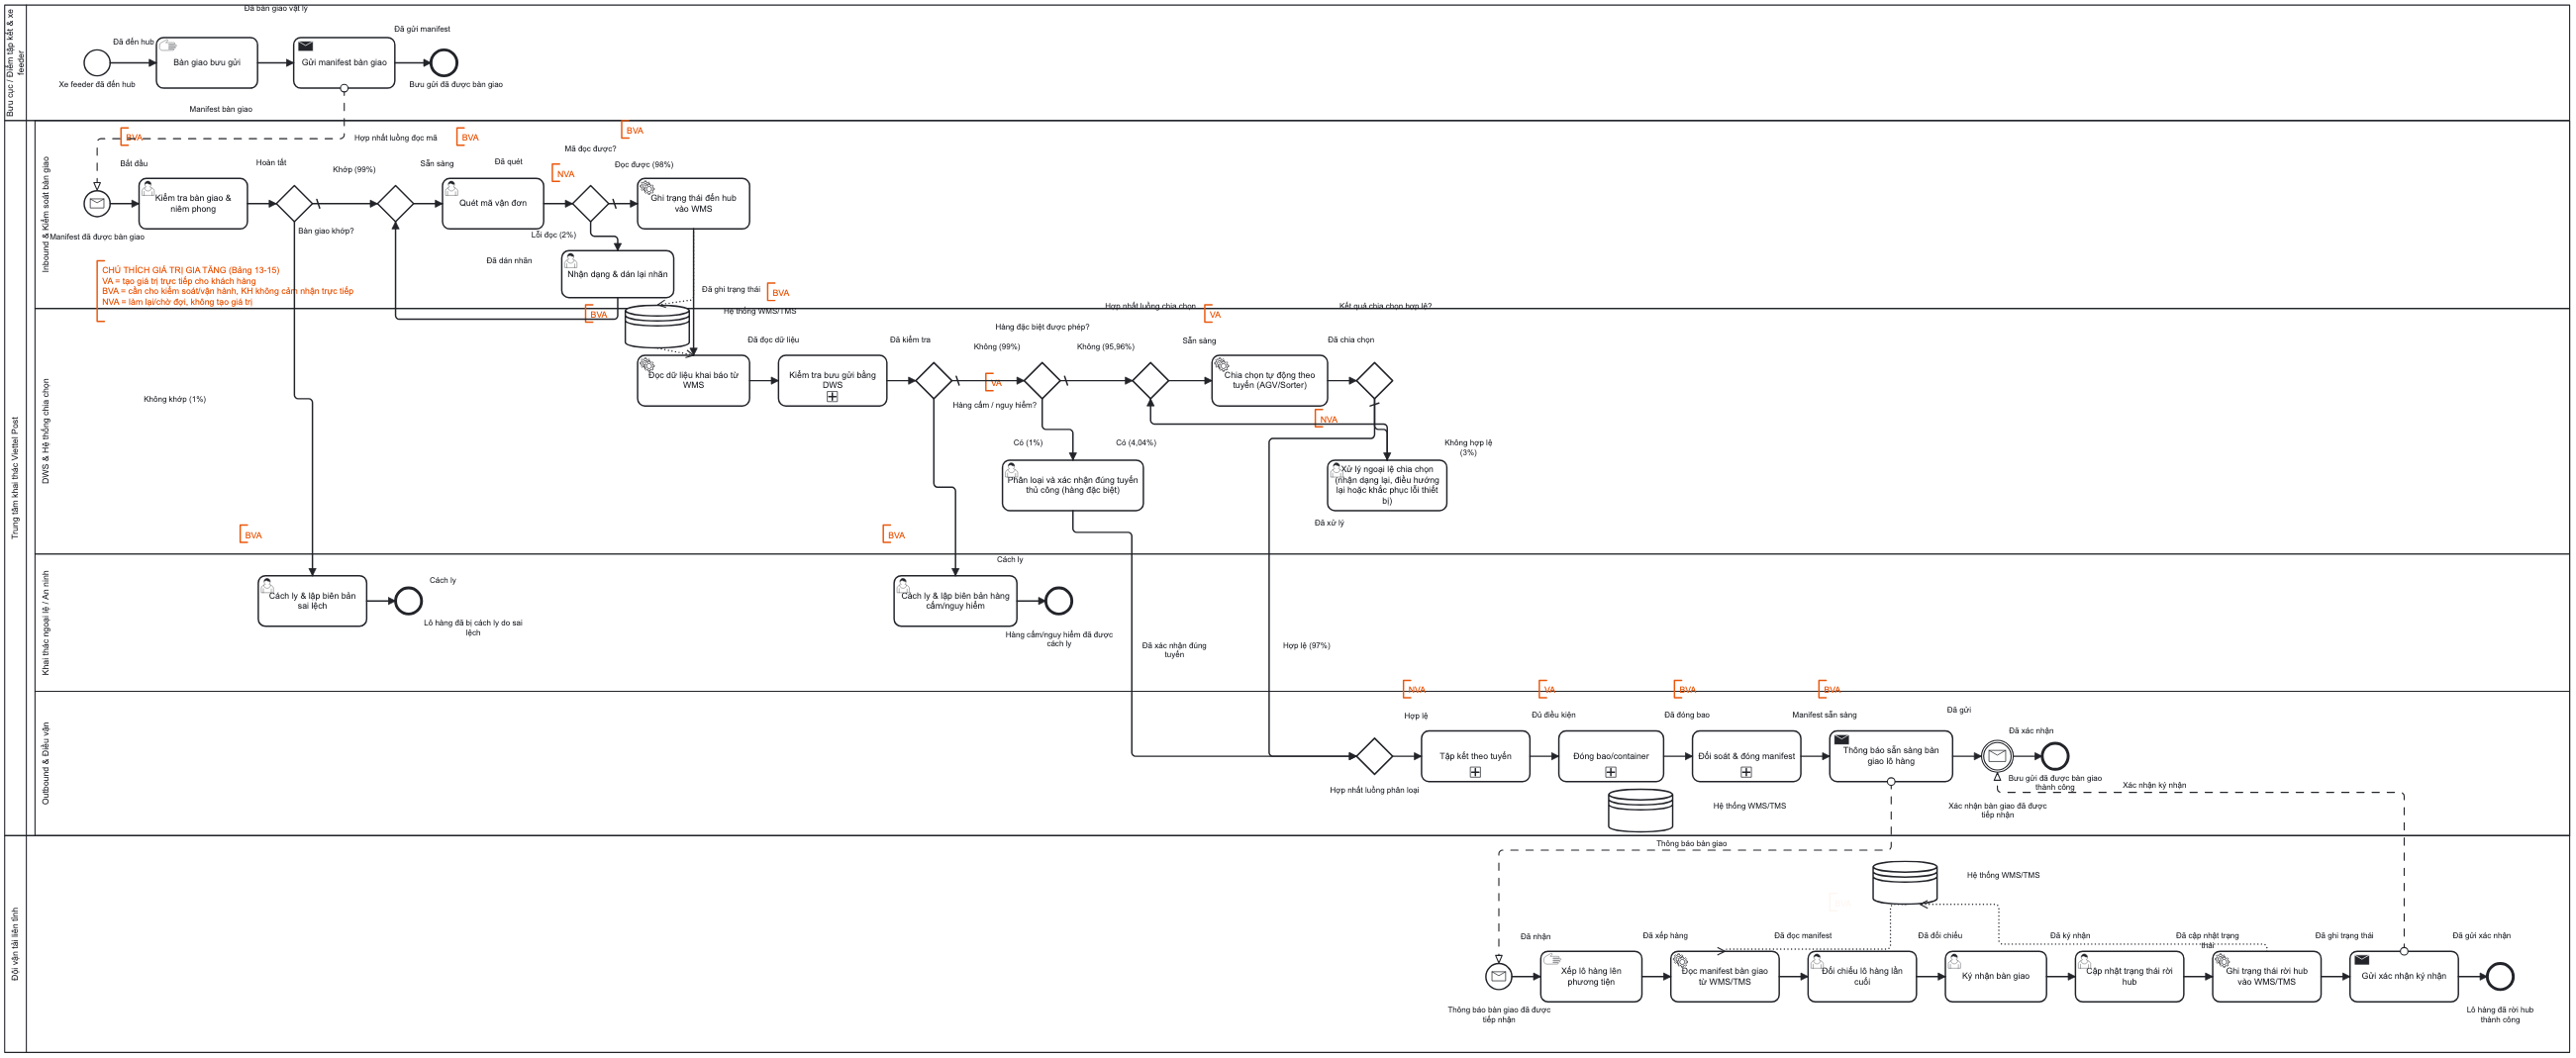 Bưu cục / Điểm tập kết & xe
feeder
Đã bàn giao vật lý
Đã gửi manifest
Đã đến hub
Bàn giao bưu gửi
Gửi manifest bàn giao
Xe feeder đã đến hub
Bưu gửi đã được bàn giao
Manifest bàn giao
Trung tâm khai thác Viettel Post
Inbound & Kiểm soát bàn giao
BVA
Hợp nhất luồng đọc mã
BVA
BVA
Mã đọc được?
Bắt đầu
Hoàn tất
Khớp (99%)
Sẵn sàng
Đã quét
NVA
Đọc được (98%)
Kiểm tra bàn giao &
niêm phong
Quét mã vận đơn
Ghi trạng thái đến hub
vào WMS
Manifest đã được bàn giao
Bàn giao khớp?
Lỗi đọc (2%)
Đã dán nhãn
Nhận dạng & dán lại nhãn
CHÚ THÍCH GIÁ TRỊ GIA TĂNG (Bảng 13-15)
VA = tạo giá trị trực tiếp cho khách hàng
BVA = cần cho kiểm soát/vận hành, KH không cảm nhận trực tiếp
NVA = làm lại/chờ đợi, không tạo giá trị
Đã ghi trạng thái
BVA
BVA
Hệ thống WMS/TMS
DWS & Hệ thống chia chọn
Hợp nhất luồng chia chọn
VA
Kết quả chia chọn hợp lệ?
Hàng đặc biệt được phép?
Đã đọc dữ liệu
Đã kiểm tra
Không (99%)
Không (95,96%)
Sẵn sàng
Đã chia chọn
Đọc dữ liệu khai báo từ
WMS
Kiểm tra bưu gửi bằng
DWS
VA
Chia chọn tự động theo
tuyến (AGV/Sorter)
Không khớp (1%)
Hàng cấm / nguy hiểm?
NVA
Có (1%)
Có (4,04%)
Không hợp lệ
(3%)
Phân loại và xác nhận đúng tuyến
thủ công (hàng đặc biệt)
Xử lý ngoại lệ chia chọn
(nhận dạng lại, điều hướng
lại hoặc khắc phục lỗi thiết
bị)
Đã xử lý
BVA
BVA
Khai thác ngoại lệ / An ninh
Cách ly
Cách ly
Cách ly & lập biên bản
sai lệch
Cách ly & lập biên bản hàng
cấm/nguy hiểm
Lô hàng đã bị cách ly do sai
lệch
Hàng cấm/nguy hiểm đã được
cách ly
Đã xác nhận đúng
tuyến
Hợp lệ (97%)
Outbound & Điều vận
NVA
VA
BVA
BVA
Hợp lệ
Đủ điều kiện
Đã đóng bao
Manifest sẵn sàng
Đã gửi
Đã xác nhận
Tập kết theo tuyến
Đóng bao/container
Đối soát & đóng manifest
Thông báo sẵn sàng bàn
giao lô hàng
Hợp nhất luồng phân loại
Bưu gửi đã được bàn giao
thành công
Xác nhận ký nhận
Hệ thống WMS/TMS
Xác nhận bàn giao đã được
tiếp nhận
Đội vận tải liên tỉnh
Thông báo bàn giao
Hệ thống WMS/TMS
Đã nhận
Đã xếp hàng
Đã đọc manifest
Đã đối chiếu
Đã ký nhận
Đã cập nhật trạng
thái
Đã ghi trạng thái
Đã gửi xác nhận
Xếp lô hàng lên
phương tiện
Đọc manifest bàn giao
từ WMS/TMS
Đối chiếu lô hàng lần
cuối
Ký nhận bàn giao
Cập nhật trạng thái rời
hub
Ghi trạng thái rời hub
vào WMS/TMS
Gửi xác nhận ký nhận
Thông báo bàn giao đã được
tiếp nhận
Lô hàng đã rời hub
thành công